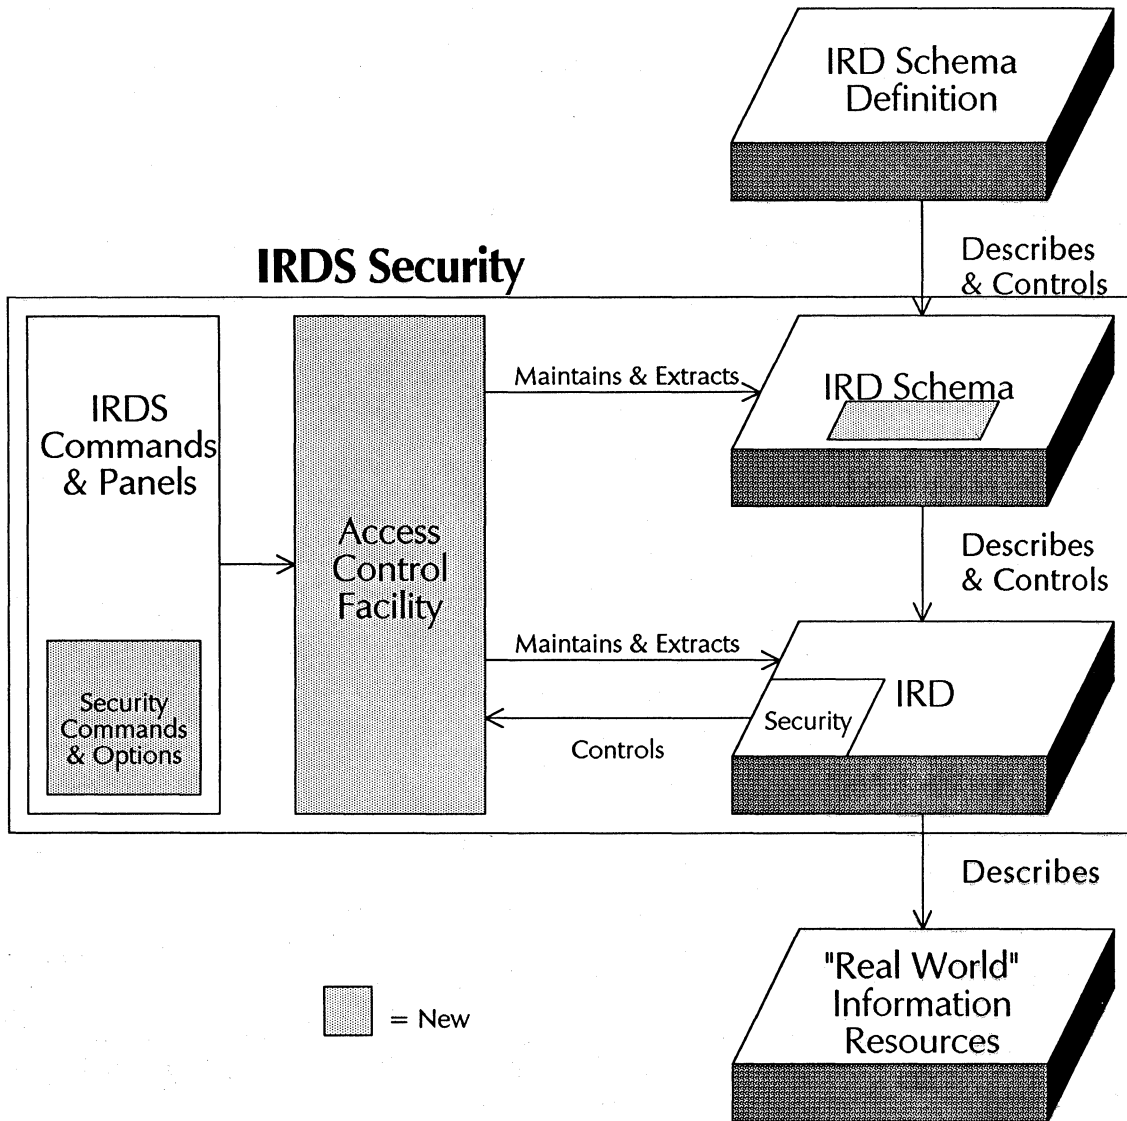 IRD Schema
Definition
Describes
& Controls
IRDS Security
IRDS
Commands
& Panels
Security
Commands
& Options
Access
Control
Facility
Maintains & Extracts
IRD Schema
Describes
& Controls
Maintains & Extracts
IRD
Security
Controls
Describes
"Real World"
Information
Resources
= New